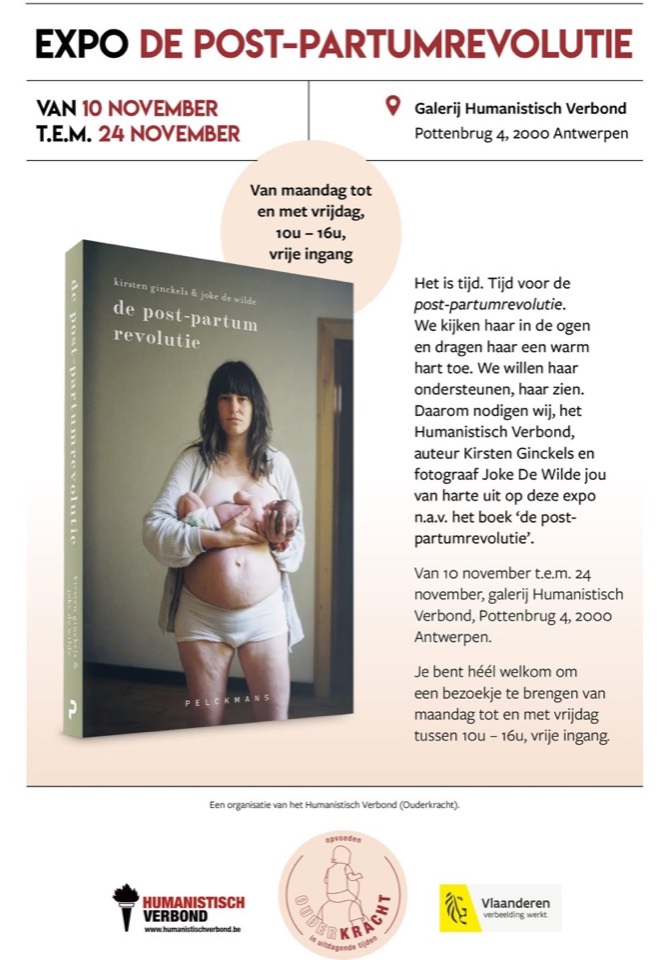 EXPO DE POST-PARTUMREVOLUTIE
VAN 10 NOVEMBER
T.E.M. 24 NOVEMBER
Galerij Humanistisch Verbond
Pottenbrug 4, 2000 Antwerpen
Van maandag tot
en met vrijdag,
10u – 16u,
vrije ingang
kirsten ginckels & joke de wilde
de post-partum
revolutie
PELCKMANS
de post-partumrevolutie
kirsten ginckels &
joke de wilde
Het is tijd. Tijd voor de
post-partumrevolutie.
We kijken haar in de ogen
en dragen haar een warm
hart toe. We willen haar
ondersteunen, haar zien.
Daarom nodigen wij, het
Humanistisch Verbond,
auteur Kirsten Ginckels en
fotograaf Joke De Wilde jou
van harte uit op deze expo
n.a.v. het boek ‘de post-
partumrevolutie’.
Van 10 november t.e.m. 24
november, galerij Humanistisch
Verbond, Pottenbrug 4, 2000
Antwerpen.
Je bent héél welkom om
een bezoekje te brengen van
maandag tot en met vrijdag
tussen 10u – 16u, vrije ingang.
Een organisatie van het Humanistisch Verbond (Ouderkracht).
HUMANISTISCH
VERBOND
www.humanistischverbond.be
opvoeden
OUDERKRACHT
in uitdagende tijden
Vlaanderen
verbeelding werkt